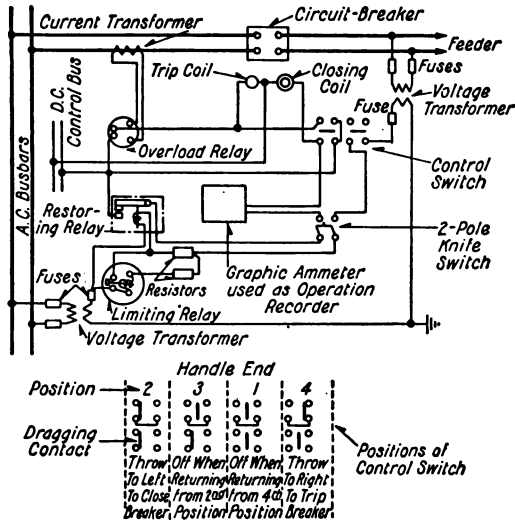 Current Transformer
Circuit-Breaker
Feeder
Trip Coil
Closing
Coil
Fuses
Voltage
Transformer
Fuse
D.C.
Control Bus
A.C. Busbars
Overload Relay
Control
Switch
Restor-
ing Relay
2-Pole
Knife
Switch
Graphic Ammeter
used as Operation
Recorder
Resistors
Fuses
Limiting Relay
Voltage Transformer
Handle End
Position
2 3 1 4
Dragging
Contact
Positions of
Control Switch
Throw
To Left
To Close
Breaker
Off When
Returning
from 2nd
Position
Off When
Returning
from 4th
Position
Throw
To Right
To Trip
Breaker